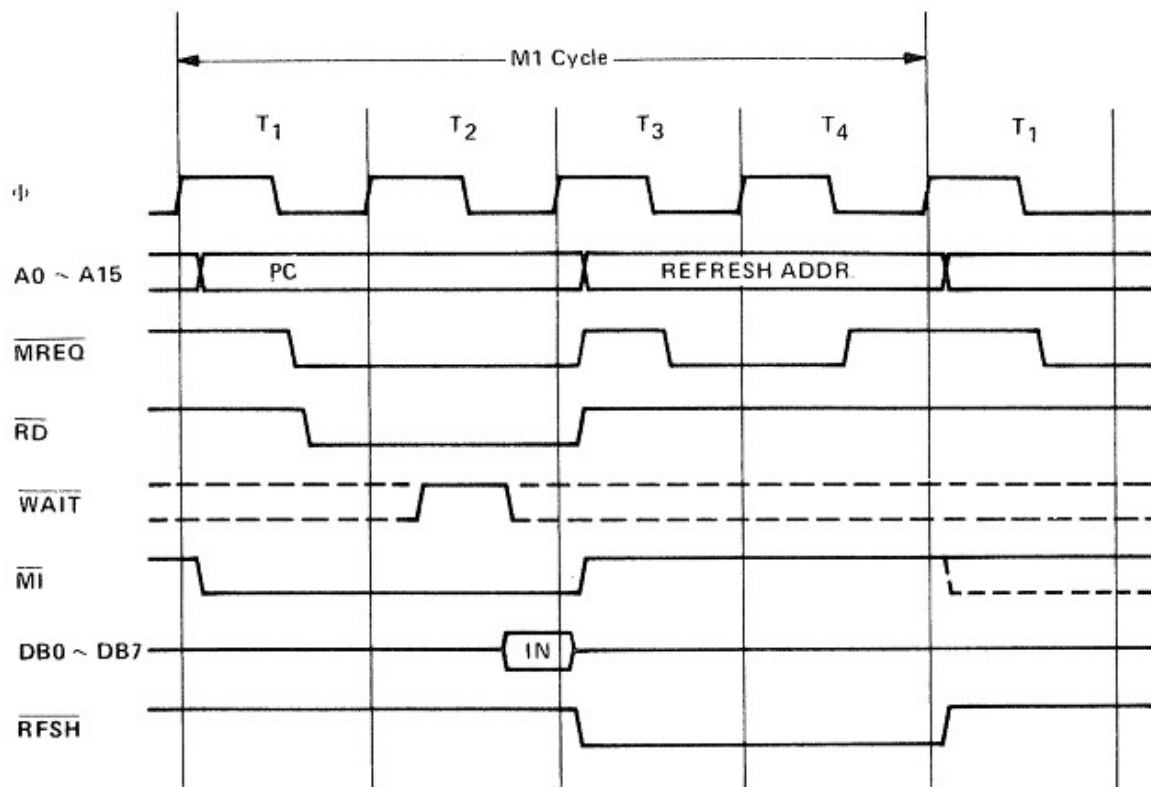 M1 Cycle
T1 T2 T3 T4 T1
Φ
A0 ~ A15 PC REFRESH ADDR.
MREQ
RD
WAIT
MI
DB0 ~ DB7 IN
RFSH